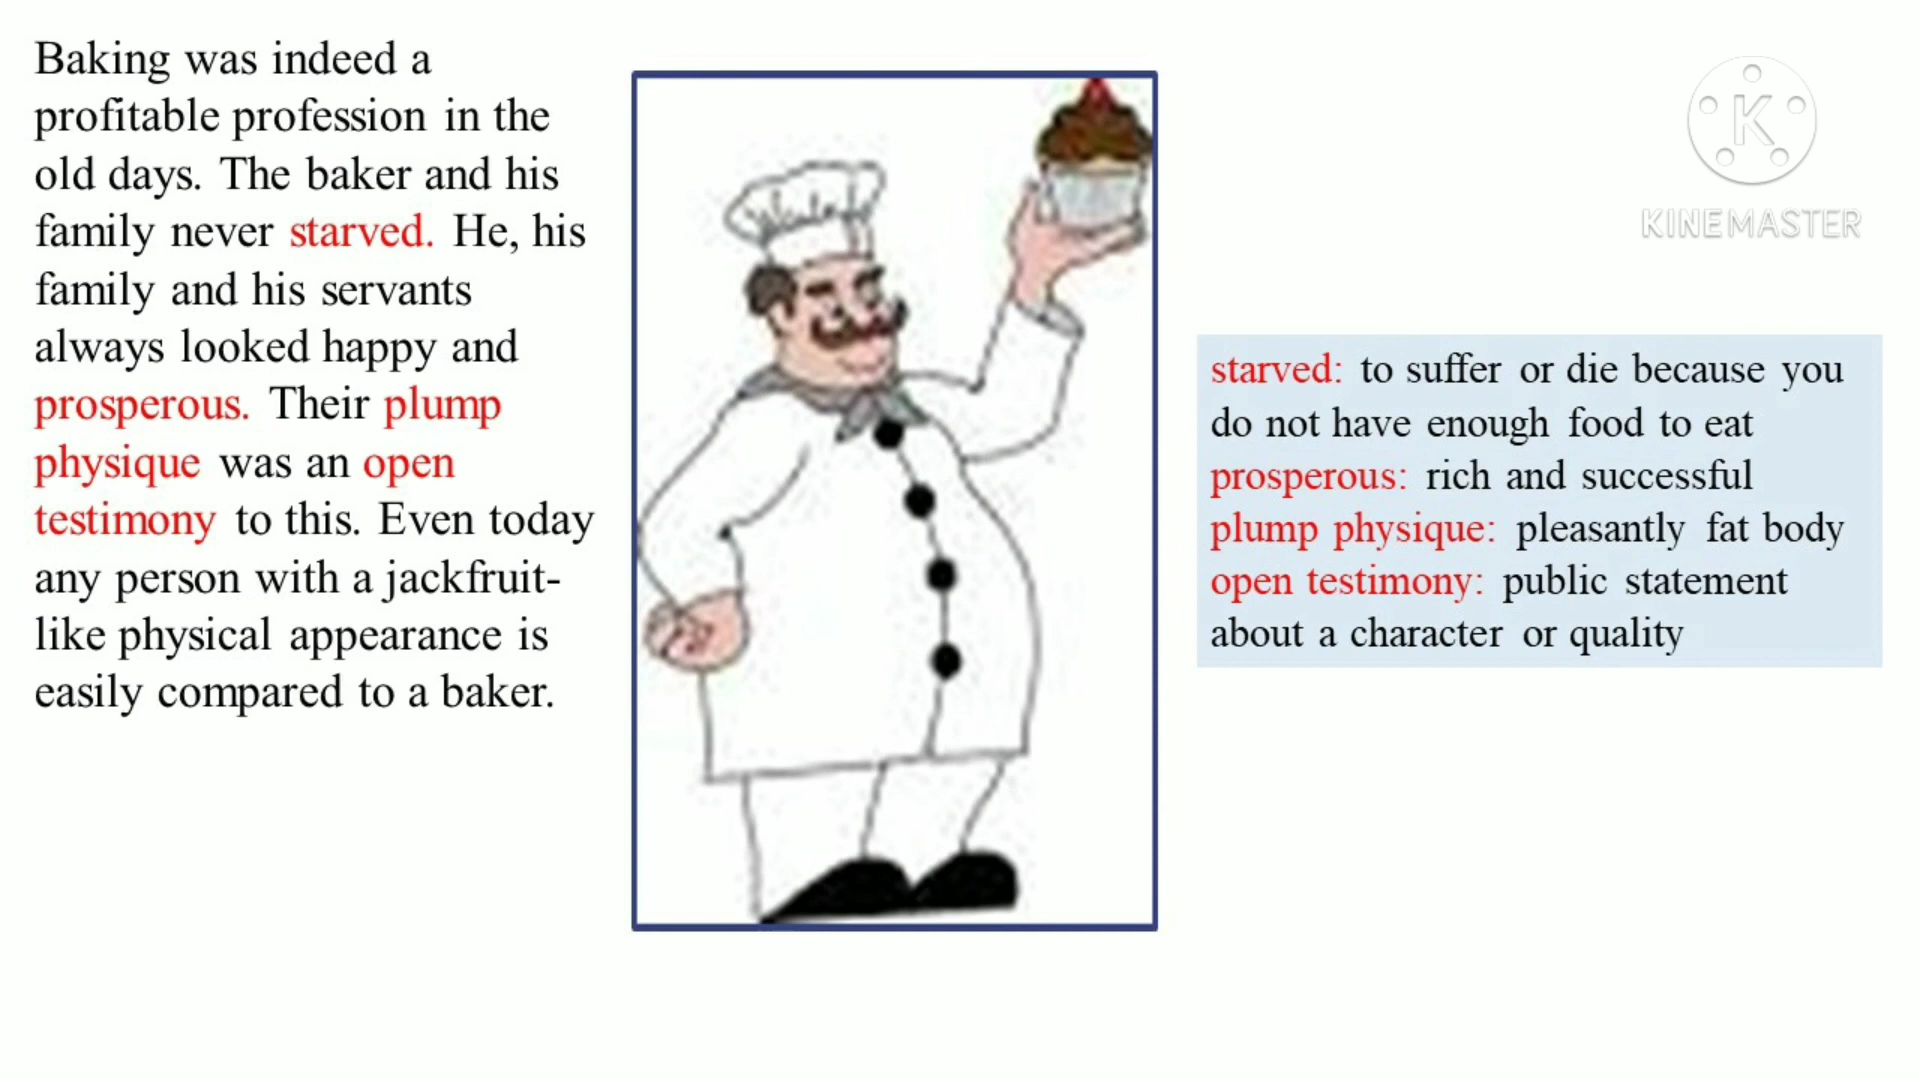 Baking was indeed a
profitable profession in the
old days. The baker and his
family never starved. He, his
family and his servants
always looked happy and
prosperous. Their plump
physique was an open
testimony to this. Even today
any person with a jackfruit-
like physical appearance is
easily compared to a baker.
K
KINEMASTER
starved: to suffer or die because you
do not have enough food to eat
prosperous: rich and successful
plump physique: pleasantly fat body
open testimony: public statement
about a character or quality